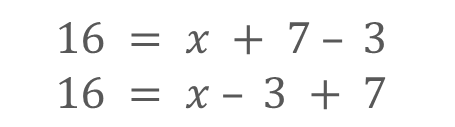 16 = x + 7 – 3
16 = x – 3 + 7